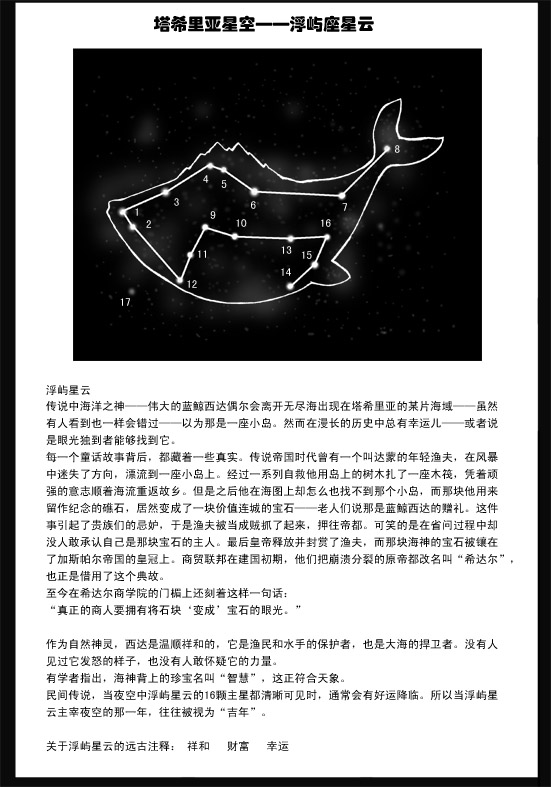 塔希里亚星空——浮屿座星云
8
4
5
3
6
7
1
2
9
10
16
13
15
11
14
12
17
浮屿星云
传说中海洋之神——伟大的蓝鲸西达偶尔会离开无尽海出现在塔希里亚的某片海域——虽然
有人看到也一样会错过——以为那是一座小岛。然而在漫长的历史中总有幸运儿——或者说
是眼光独到者能够找到它。
每一个童话故事背后，都藏着一些真实。传说帝国时代曾有一个叫达蒙的年轻渔夫，在风暴
中迷失了方向，漂流到一座小岛上。经过一系列自救他用岛上的树木扎了一座木筏，凭着顽
强的意志顺着海流重返故乡。但是之后他在海图上却怎么也找不到那个小岛，而那块他用来
留作纪念的礁石，居然变成了一块价值连城的宝石——老人们说那是蓝鲸西达的赠礼。这件
事引起了贵族们的忌妒，于是渔夫被当成贼抓了起来，押往帝都。可笑的是在省问过程中却
没人敢承认自己是那块宝石的主人。最后皇帝释放并封赏了渔夫，而那块海神的宝石被镶在
了加斯帕尔帝国的皇冠上。商贸联邦在建国初期，他们把崩溃分裂的原帝都改名叫“希达尔”，
也正是借用了这个典故。
至今在希达尔商学院的门楣上还刻着这样一句话：
“真正的商人要拥有将石块‘变成’宝石的眼光。”
作为自然神灵，西达是温顺祥和的，它是渔民和水手的保护者，也是大海的捍卫者。没有人
见过它发怒的样子，也没有人敢怀疑它的力量。
有学者指出，海神背上的珍宝名叫“智慧”，这正符合天象。
民间传说，当夜空中浮屿星云的16颗主星都清晰可见时，通常会有好运降临。所以当浮屿星
云主宰夜空的那一年，往往被视为“吉年”。
关于浮屿星云的远古注释： 祥和 财富 幸运